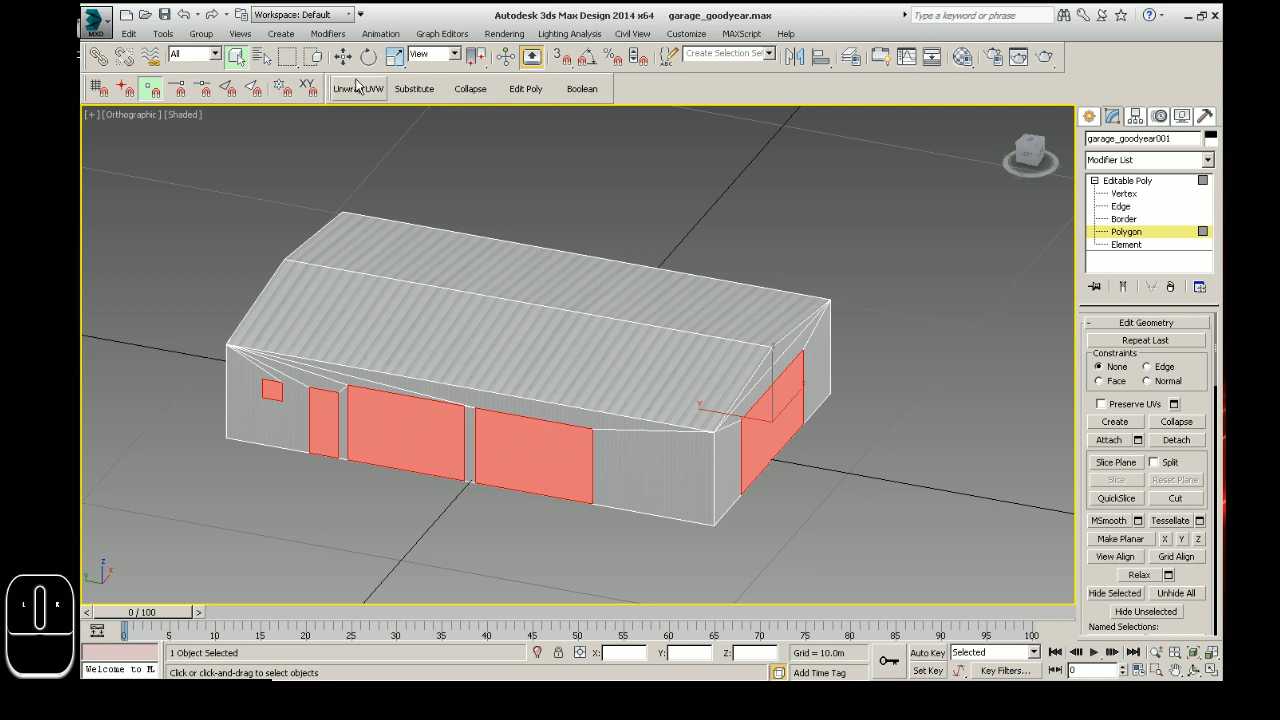 MXD
Workspace: Default
Autodesk 3ds Max Design 2014 x64 garage_goodyear.max
Type a keyword or phrase
Edit Tools Group Views Create Modifiers Animation Graph Editors Rendering Lighting Analysis Civil View Customize MAXScript Help
All
View
3
Create Selection Set
XY
Unwrap UVW Substitute Collapse Edit Poly Boolean
[+] [Orthographic] [Shaded]
garage_goodyear001
Modifier List
Editable Poly
Vertex
Edge
Border
Polygon
Element
- Edit Geometry
Repeat Last
Constraints
None Edge
Face Normal
Preserve UVs
Create Collapse
Attach Detach
Slice Plane Split
Slice Reset Plane
QuickSlice Cut
MSmooth Tessellate
Make Planar X Y Z
View Align Grid Align
Relax
Hide Selected Unhide All
Hide Unselected
Named Selections:
y
z
x
y
L R
< 0 / 100 >
0 5 10 15 20 25 30 35 40 45 50 55 60 65 70 75 80 85 90 95 100
1 Object Selected X: Y: Z: Grid = 10.0m Auto Key Selected
Welcome to M. Click or click-and-drag to select objects Add Time Tag Set Key Key Filters... 0